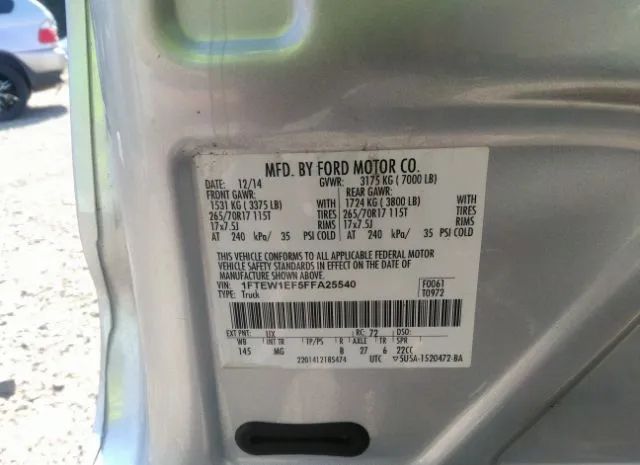 MFD. BY FORD MOTOR CO.
DATE: 12/14 GVWR: 3175 KG ( 7000 LB)
FRONT GAWR: REAR GAWR:
1531 KG ( 3375 LB) WITH 1724 KG ( 3800 LB) WITH
265/70R17 115T TIRES 265/70R17 115T TIRES
17x7.5J RIMS 17x7.5J RIMS
AT 240 kPa/ 35 PSI COLD AT 240 kPa/ 35 PSI COLD
THIS VEHICLE CONFORMS TO ALL APPLICABLE FEDERAL MOTOR
VEHICLE SAFETY STANDARDS IN EFFECT ON THE DATE OF
MANUFACTURE SHOWN ABOVE.
VIN: 1FTEW1EF5FFA25540 F0061
TYPE: Truck T0972
EXT PNT: UX RC: 72 DSO:
WB INT TR TP/PS R AXLE TR SPR
145 MG B 27 6 22CC
2201412185474 UTC ▽5U5A-1520472-BA